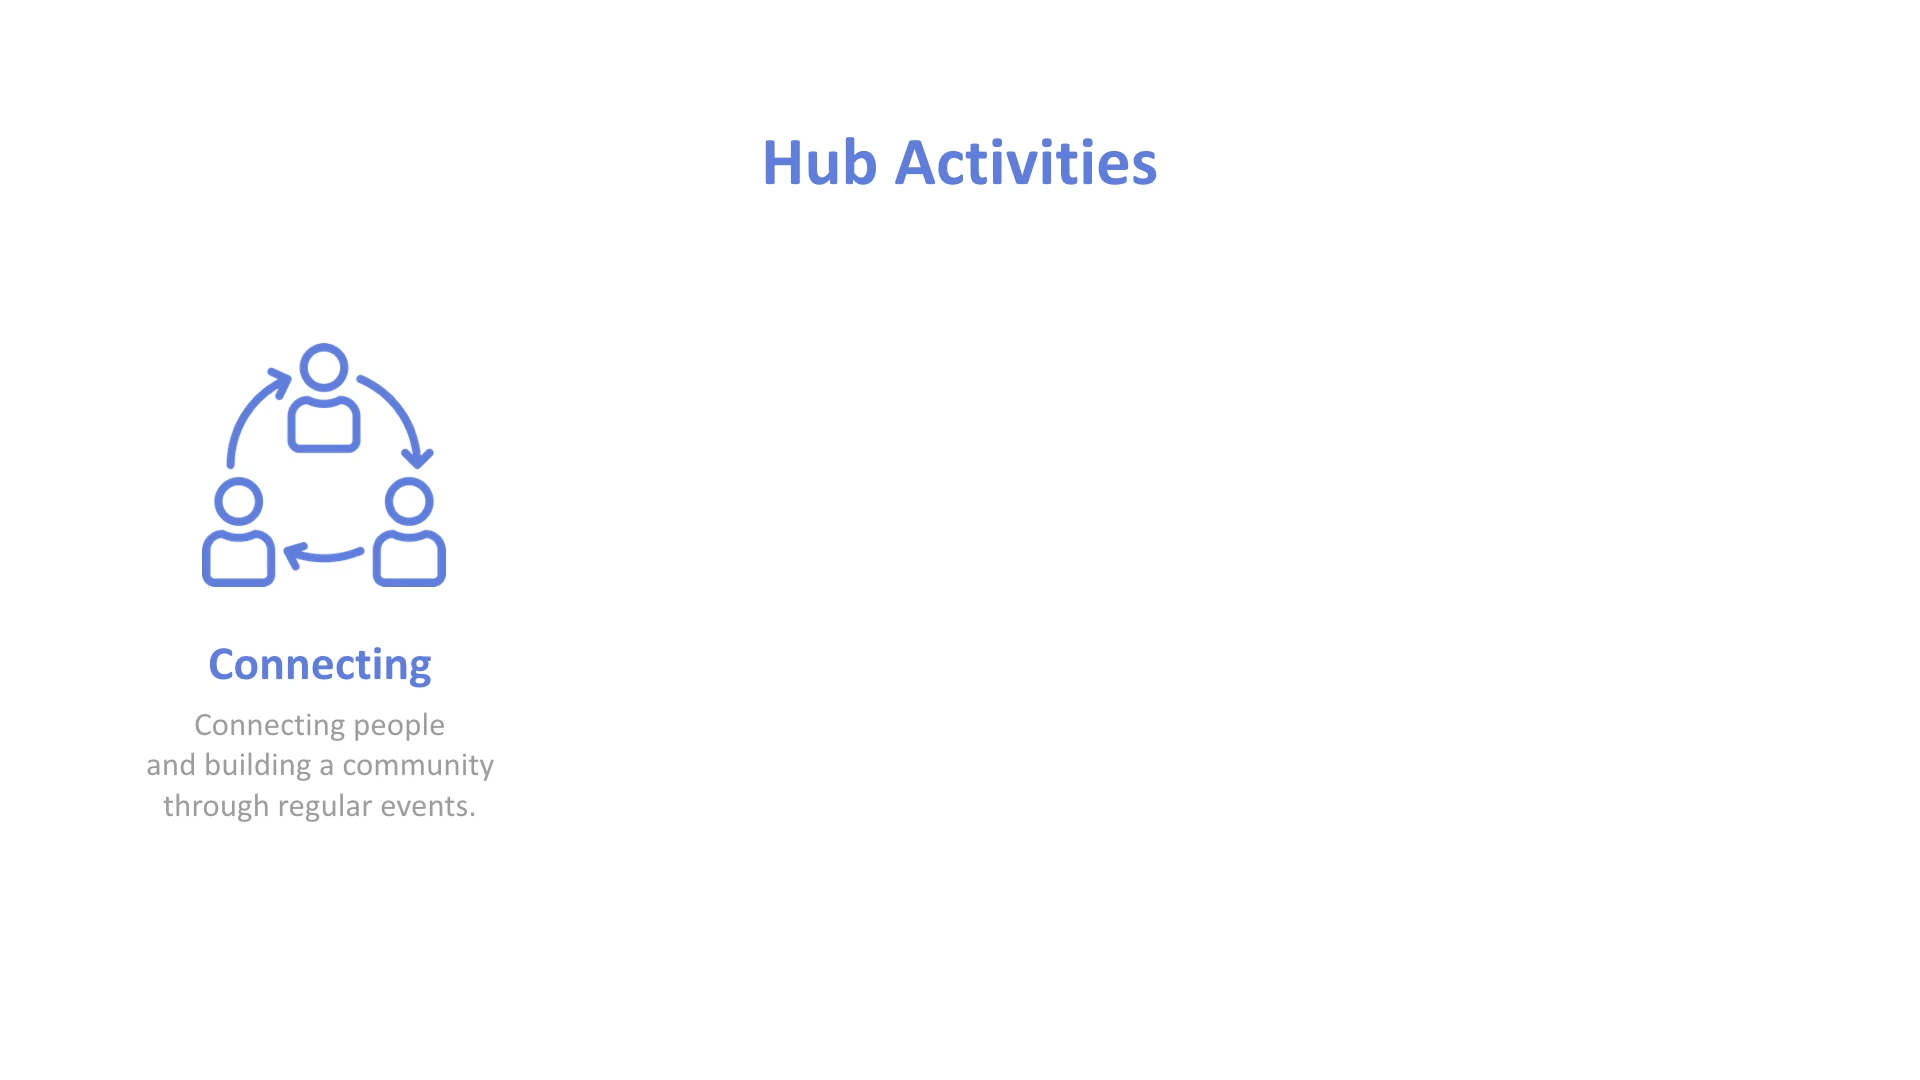 Hub Activities
Connecting
Connecting people
and building a community
through regular events.